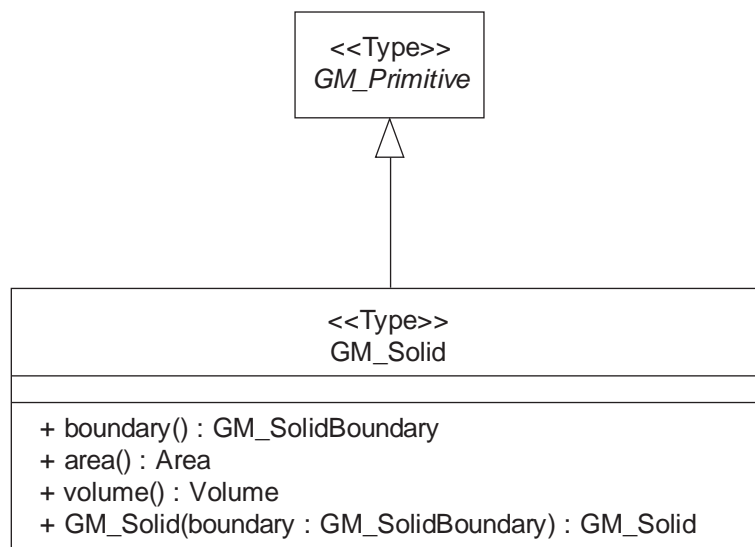 <<Type>>
GM_Primitive
<<Type>>
GM_Solid
+ boundary() : GM_SolidBoundary
+ area() : Area
+ volume() : Volume
+ GM_Solid(boundary : GM_SolidBoundary) : GM_Solid